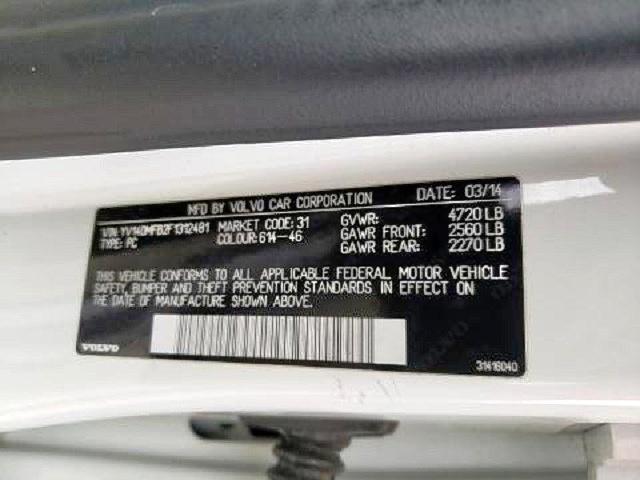 MFD BY VOLVO CAR CORPORATION DATE: 03/14
VIN: YV140MFB2F1312481 MARKET CODE: 31 GVWR: 4720 LB
TYPE: PC COLOUR: 614-46 GAWR FRONT: 2560 LB
GAWR REAR: 2270 LB
THIS VEHICLE CONFORMS TO ALL APPLICABLE FEDERAL MOTOR VEHICLE
SAFETY, BUMPER AND THEFT PREVENTION STANDARDS IN EFFECT ON
THE DATE OF MANUFACTURE SHOWN ABOVE.
VOLVO 31416040
VOLVO